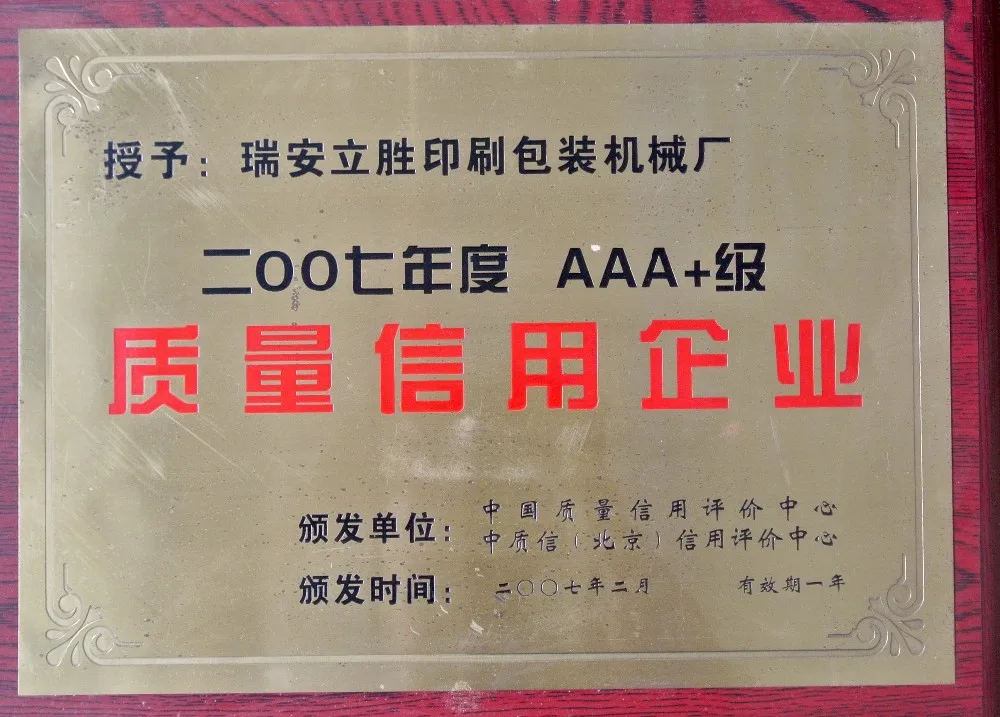 授予：瑞安立胜印刷包装机械厂
二00七年度 AAA+级
质量信用企业
颁发单位：中国质量信用评价中心
中质信（北京）信用评价中心
颁发时间：二〇〇七年二月 有效期一年